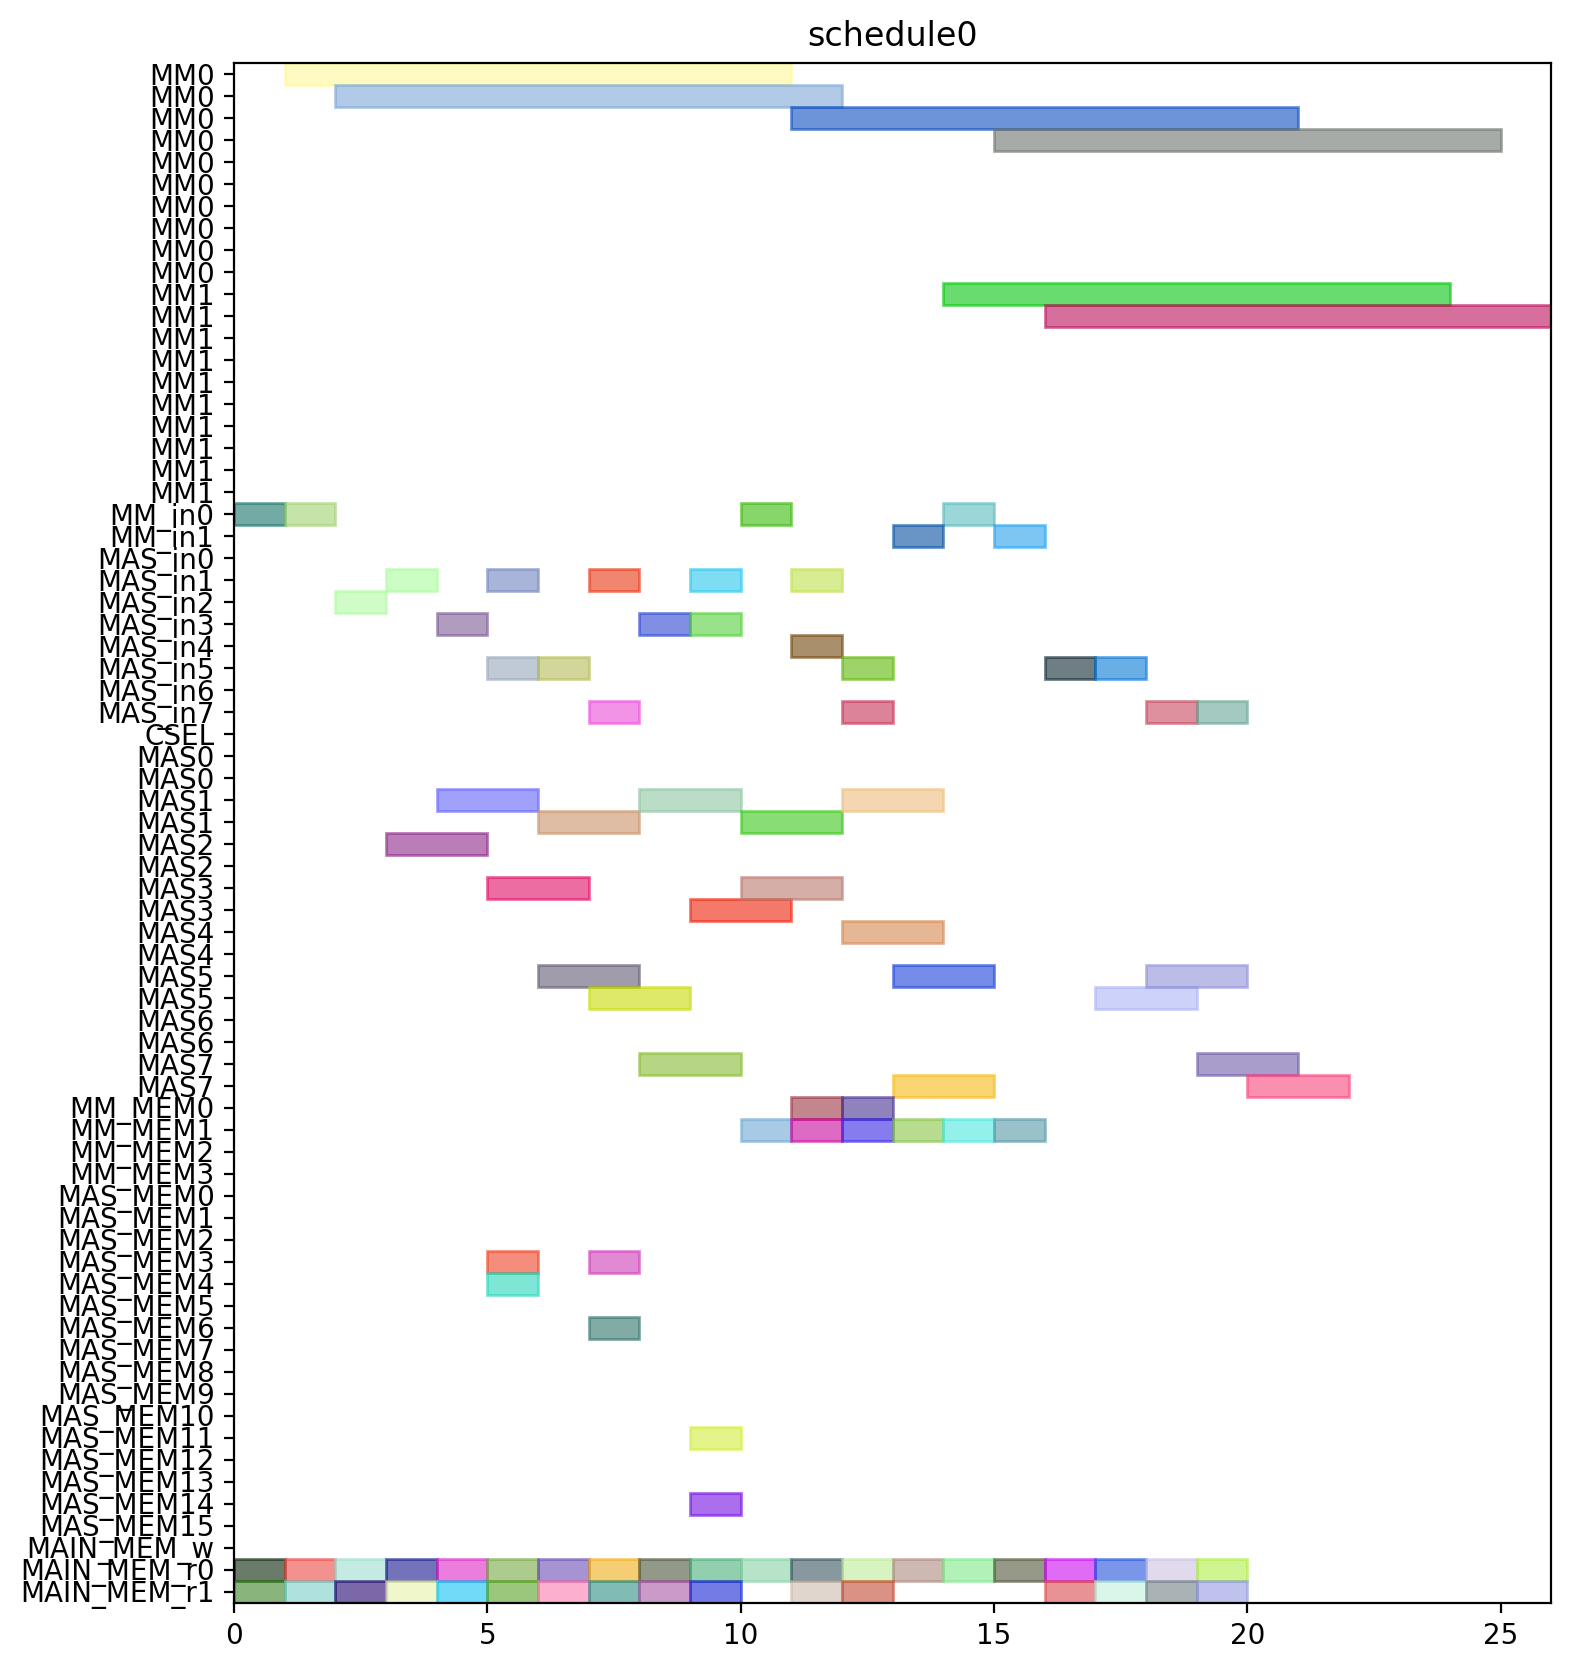 schedule0
MM0
MM0
MM0
MM0
MM0
MM0
MM0
MM0
MM0
MM0
MM1
MM1
MM1
MM1
MM1
MM1
MM1
MM1
MM1
MM1
MM_in0
MM_in1
MAS_in0
MAS_in1
MAS_in2
MAS_in3
MAS_in4
MAS_in5
MAS_in6
MAS_in7
CSEL
MAS0
MAS0
MAS1
MAS1
MAS2
MAS2
MAS3
MAS3
MAS4
MAS4
MAS5
MAS5
MAS6
MAS6
MAS7
MAS7
MM_MEM0
MM_MEM1
MM_MEM2
MM_MEM3
MAS_MEM0
MAS_MEM1
MAS_MEM2
MAS_MEM3
MAS_MEM4
MAS_MEM5
MAS_MEM6
MAS_MEM7
MAS_MEM8
MAS_MEM9
MAS_MEM10
MAS_MEM11
MAS_MEM12
MAS_MEM13
MAS_MEM14
MAS_MEM15
MAIN_MEM_w
MAIN_MEM_r0
MAIN_MEM_r1
0 5 10 15 20 25